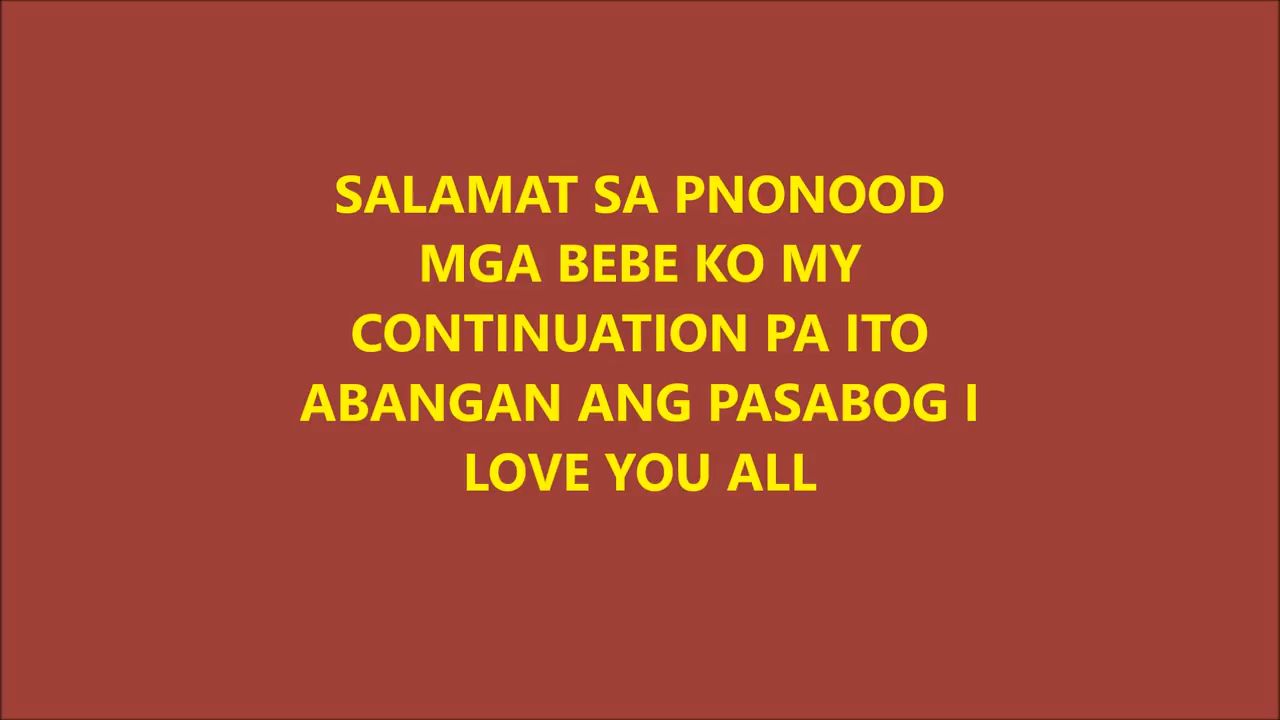 SALAMAT SA PNONOOD
MGA BEBE KO MY
CONTINUATION PA ITO
ABANGAN ANG PASABOG I
LOVE YOU ALL